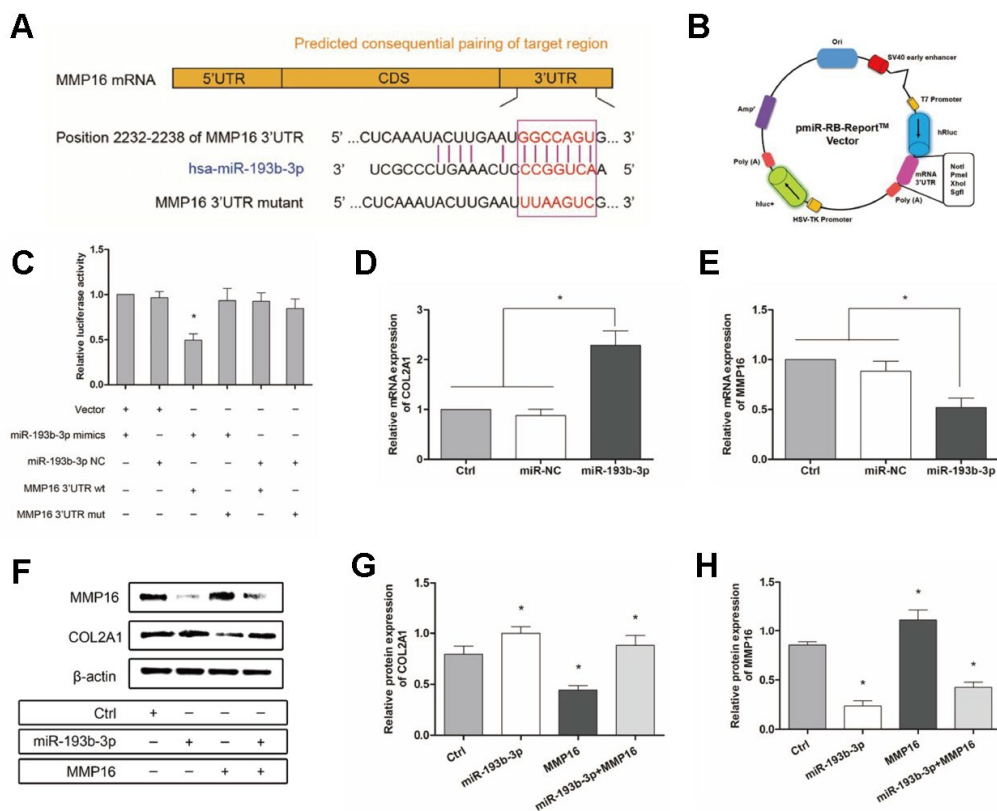 A
Predicted consequential pairing of target region
MMP16 mRNA
5'UTR CDS 3'UTR
Position 2232-2238 of MMP16 3'UTR 5' ...CUCAAAUACUUGAAUGGCCAGUG... 3'
hsa-miR-193b-3p 3' UCGCCCUGAAACUCCCGGUCAA 5'
MMP16 3'UTR mutant 5' ...CUCAAAUACUUGAAUUUAAGUCG... 3'
B
Ori
SV40 early enhancer
T7 Promoter
hRluc
mRNA 3'UTR
NotI
PmeI
XhoI
SgfI
Poly (A)
HSV-TK Promoter
hluc+
Poly (A)
Ampr
pmiR-RB-Report™
Vector
C
Relative luciferase activity
1.5
1.0
0.5
0.0
*
Vector + + – – – –
miR-193b-3p mimics + – + + – –
miR-193b-3p NC – + – – + +
MMP16 3'UTR wt – – + – + –
MMP16 3'UTR mut – – – + – +
D
Relative mRNA expression
of COL2A1
3
2
1
0
*
Ctrl miR-NC miR-193b-3p
E
Relative mRNA expression
of MMP16
1.5
1.0
0.5
0.0
*
Ctrl miR-NC miR-193b-3p
F
MMP16
COL2A1
β-actin
Ctrl + – – –
miR-193b-3p – + – +
MMP16 – – + +
G
Relative protein expression
of COL2A1
1.5
1.0
0.5
0.0
* * *
Ctrl miR-193b-3p MMP16 miR-193b-3p+MMP16
H
Relative protein expression
of MMP16
1.5
1.0
0.5
0.0
* * *
Ctrl miR-193b-3p MMP16 miR-193b-3p+MMP16